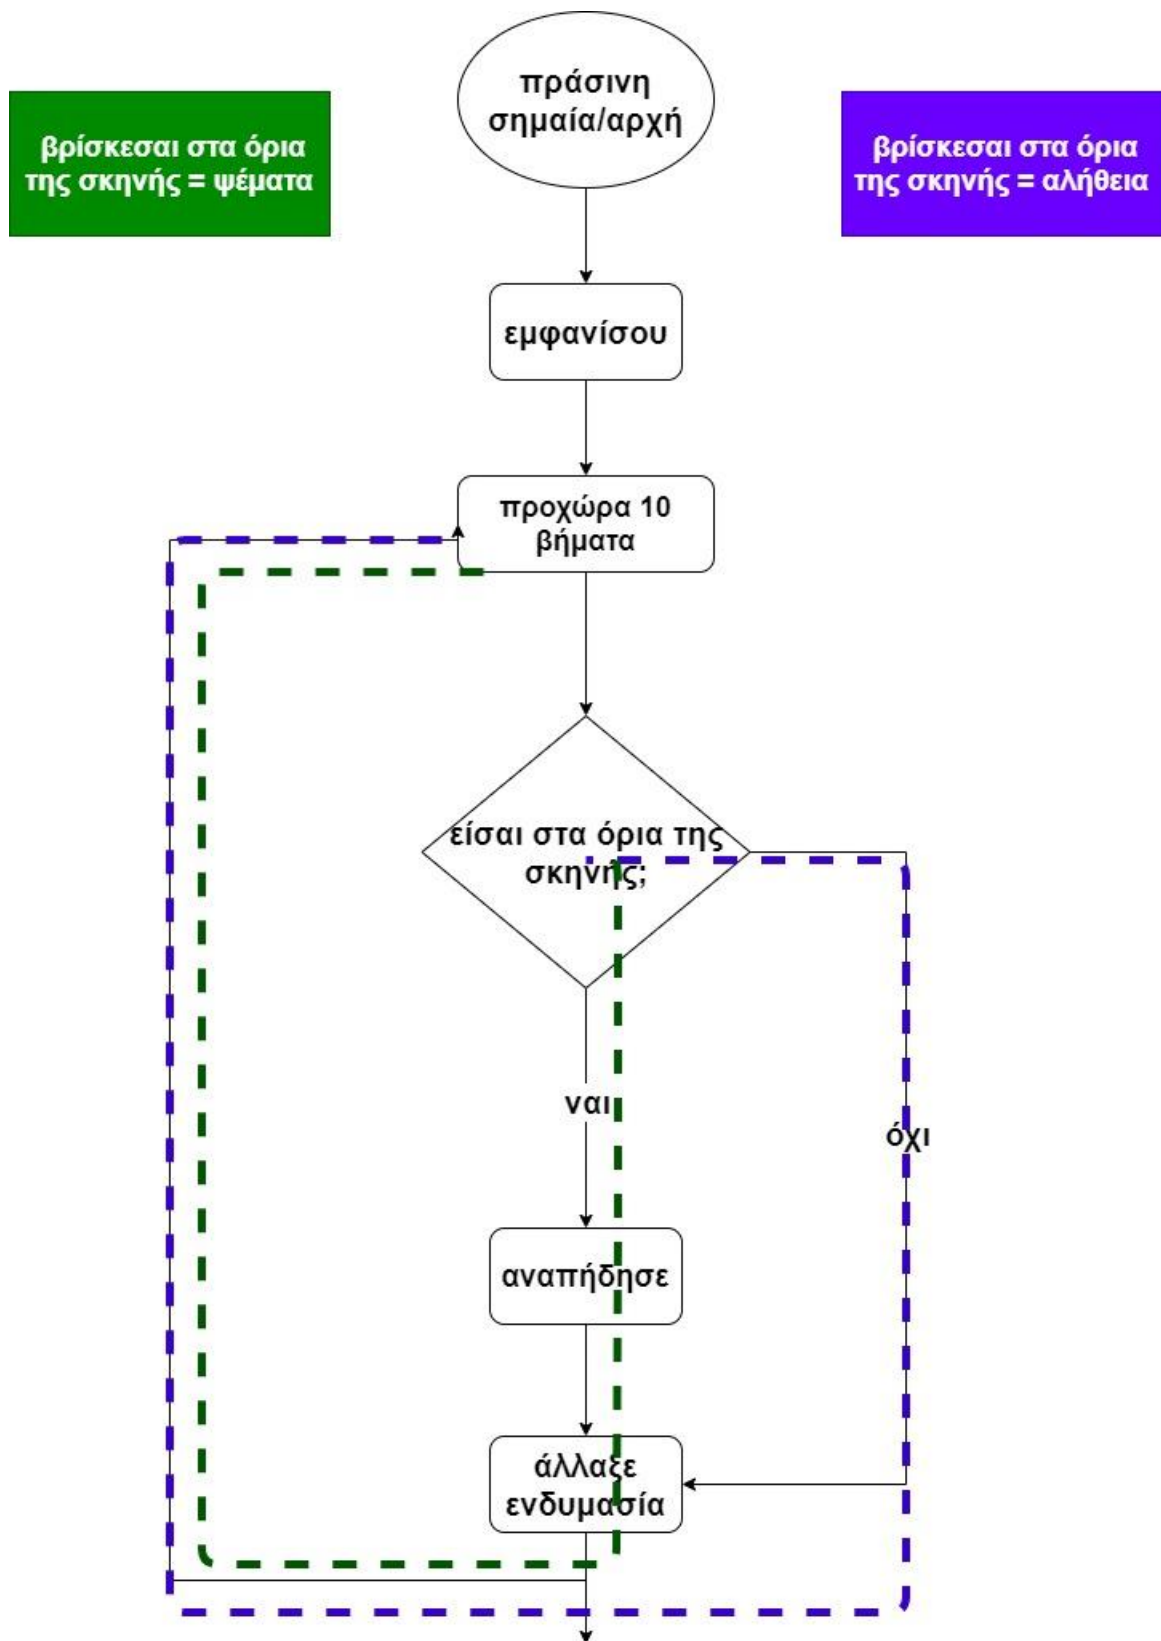 πράσινη
σημαία/αρχή
βρίσκεσαι στα όρια
της σκηνής = ψέματα
βρίσκεσαι στα όρια
της σκηνής = αλήθεια
εμφανίσου
προχώρα 10
βήματα
είσαι στα όρια της
σκηνής;
ναι
όχι
αναπήδησε
άλλαξε
ενδυμασία